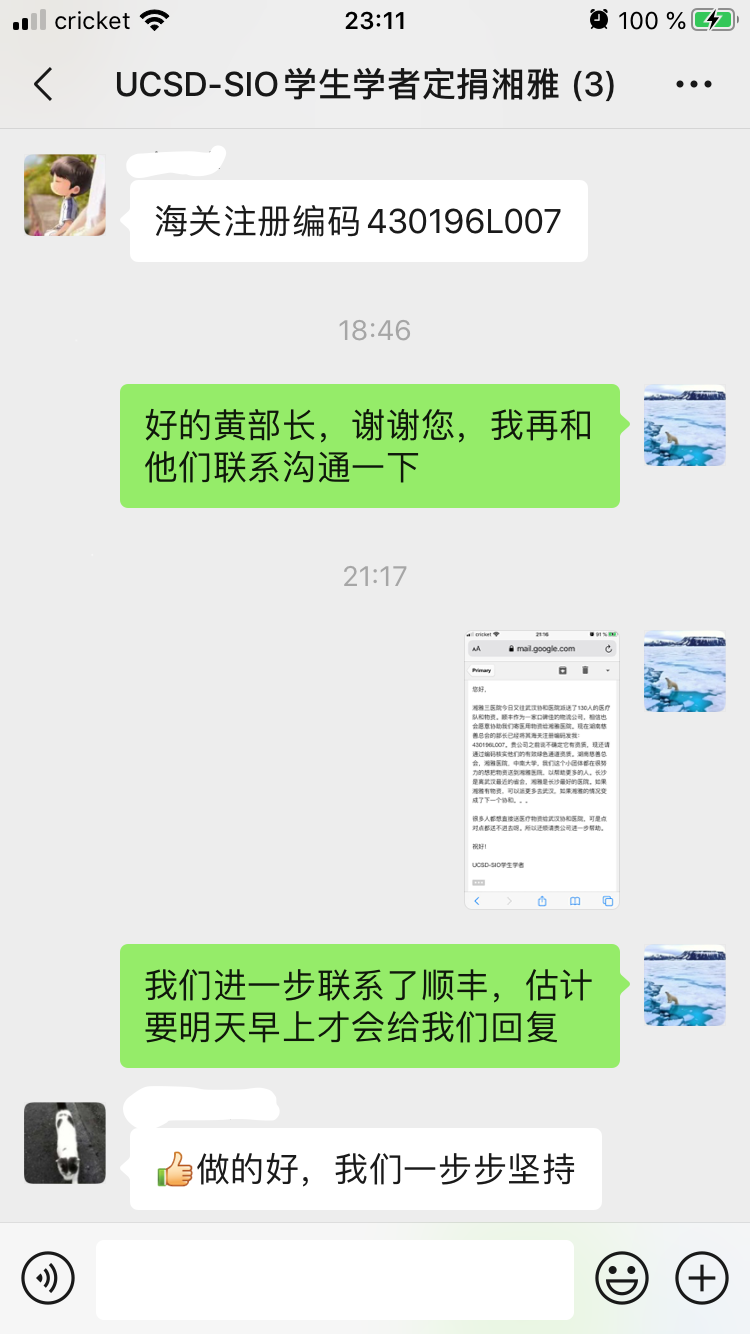 cricket
23:11
100 %
UCSD-SIO学生学者定捐湘雅 (3)
海关注册编码430196L007
18:46
好的黄部长，谢谢您，我再和
他们联系沟通一下
21:17
cricket
21:16
91 %
AA
mail.google.com
Primary
您好，
湘雅三医院今日又往武汉协和医院派送了130人的医疗
队和物资。顺丰作为一家口碑佳的物流公司，相信也
会愿意协助我们寄医用物资给湘雅医院。现在湖南慈
善总会的部长已经将其海关注册编码发我：
430196L007。贵公司之前说不确定它有资质，现还请
通过编码核实他们的有效绿色通道资质。湖南慈善总
会，湘雅医院，中南大学，我们这个小团体都在很努
力的想把物资送到湘雅医院，以帮助更多的人。长沙
是离武汉最近的省会，湘雅是长沙最好的医院。如果
湘雅有物资，可以派更多去武汉，如果湘雅的情况变
成了下一个协和。。。
很多人都想直接送医疗物资给武汉协和医院，可是点
对点都送不进去呀。所以还烦请贵公司进一步帮助。
祝好！
UCSD-SIO学生学者
我们进一步联系了顺丰，估计
要明天早上才会给我们回复
👍做的好，我们一步步坚持